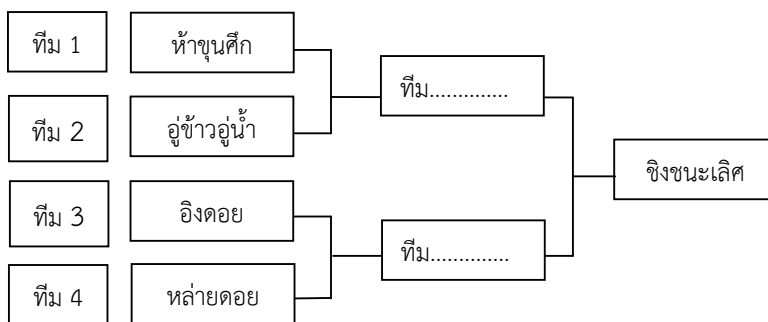 ทีม 1 ห้าขุนศึก
ทีม..............
ทีม 2 อู่ข้าวอู่น้ำ
ชิงชนะเลิศ
ทีม 3 อิงดอย
ทีม..............
ทีม 4 หล่ายดอย